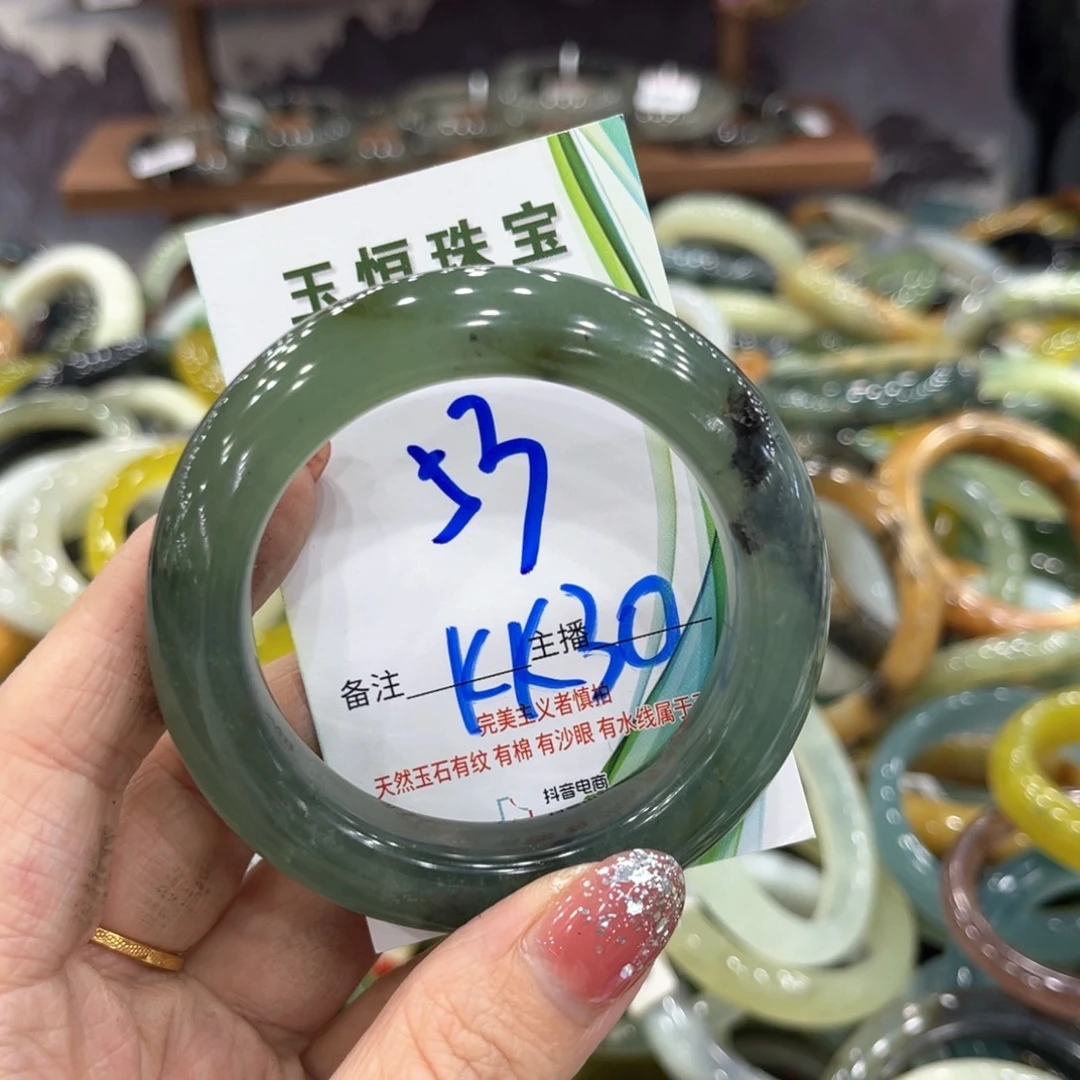 玉恒珠宝
53
KK30
备注 主播
完美主义者慎拍
天然玉石有纹 有棉 有沙眼 有水线属于
抖音电商